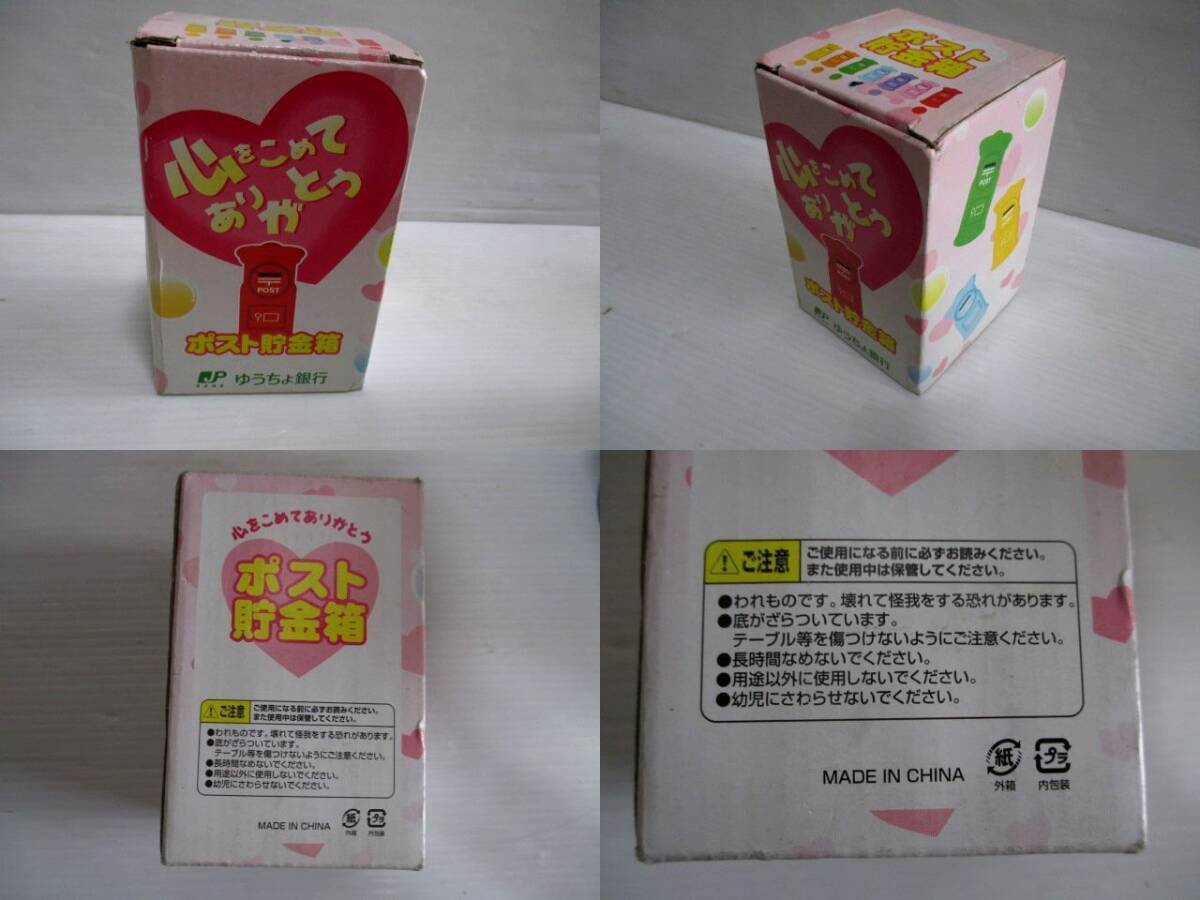 心をこめて
ありがとう
POST
ポスト貯金箱
JP
BANK
ゆうちょ銀行
ポスト
貯金箱
心をこめて
ありがとう
ポスト貯金箱
JP ゆうちょ銀行
POST
心をこめてありがとう
ポスト
貯金箱
ご注意
ご使用になる前に必ずお読みください。
また使用中は保管してください。
●われものです。壊れて怪我をする恐れがあります。
●底がざらついています。
テーブル等を傷つけないようにご注意ください。
●長時間なめないでください。
●用途以外に使用しないでください。
●幼児にさわらせないでください。
MADE IN CHINA
紙
外箱
プラ
内包装
ご注意
ご使用になる前に必ずお読みください。
また使用中は保管してください。
●われものです。壊れて怪我をする恐れがあります。
●底がざらついています。
テーブル等を傷つけないようにご注意ください。
●長時間なめないでください。
●用途以外に使用しないでください。
●幼児にさわらせないでください。
MADE IN CHINA
紙
外箱
プラ
内包装